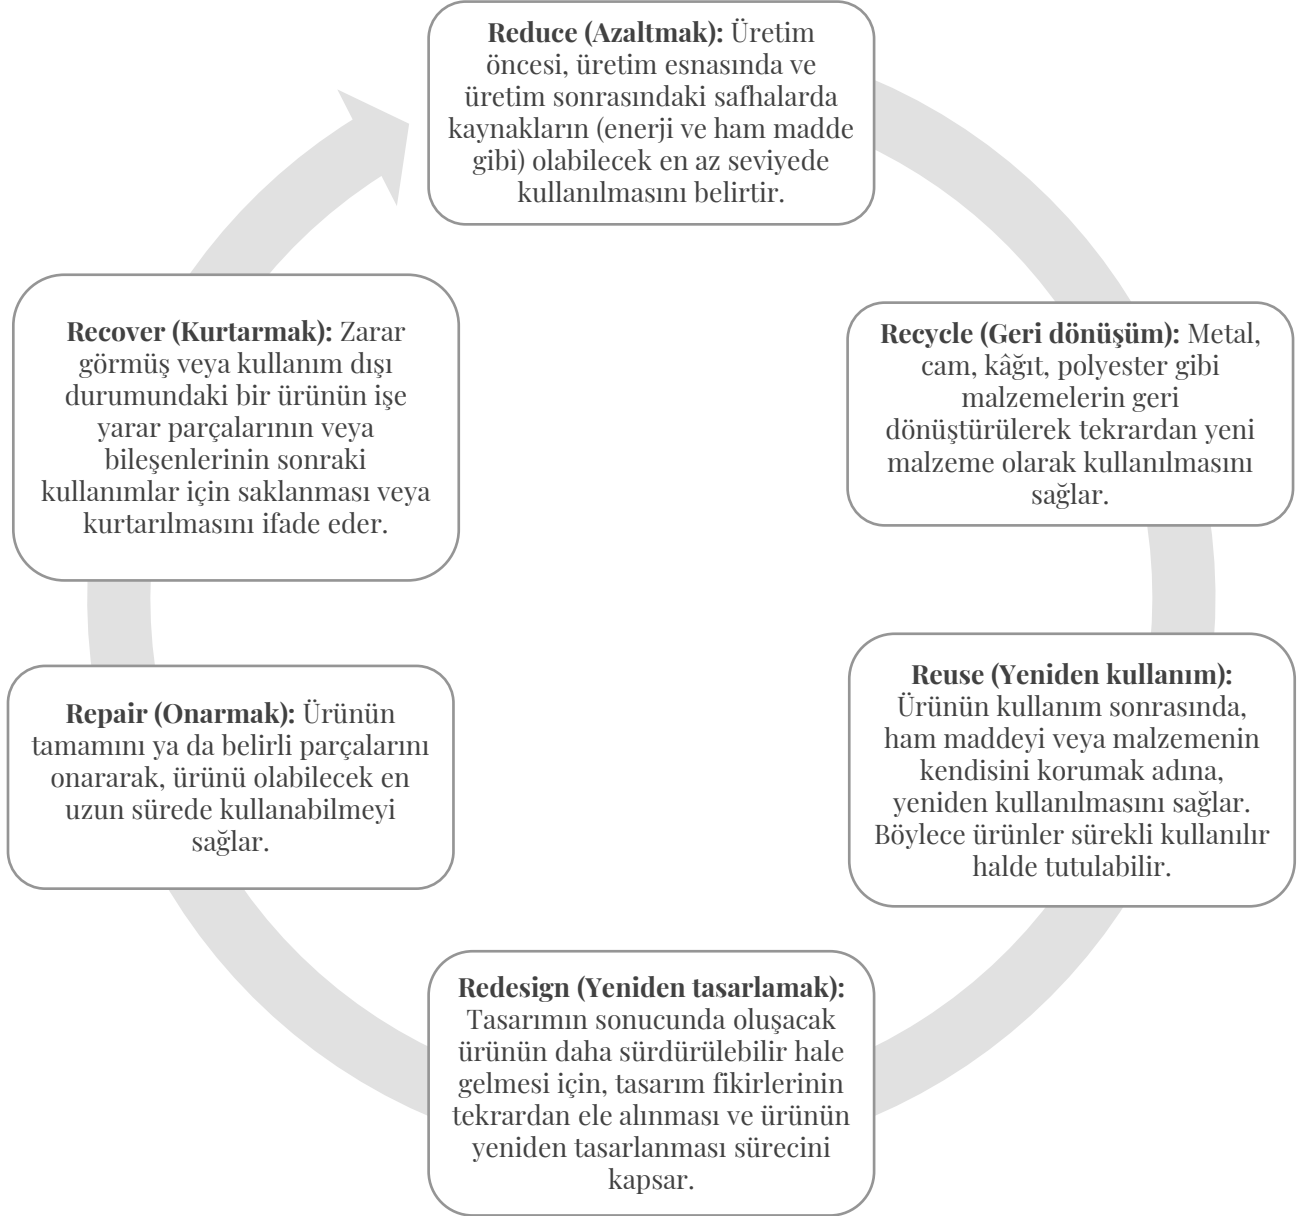 Reduce (Azaltmak): Üretim
öncesi, üretim esnasında ve
üretim sonrasındaki safhalarda
kaynakların (enerji ve ham madde
gibi) olabilecek en az seviyede
kullanılmasını belirtir.
Recycle (Geri dönüşüm): Metal,
cam, kâğıt, polyester gibi
malzemelerin geri
dönüştürülerek tekrardan yeni
malzeme olarak kullanılmasını
sağlar.
Reuse (Yeniden kullanım):
Ürünün kullanım sonrasında,
ham maddeyi veya malzemenin
kendisini korumak adına,
yeniden kullanılmasını sağlar.
Böylece ürünler sürekli kullanılır
halde tutulabilir.
Redesign (Yeniden tasarlamak):
Tasarımın sonucunda oluşacak
ürünün daha sürdürülebilir hale
gelmesi için, tasarım fikirlerinin
tekrardan ele alınması ve ürünün
yeniden tasarlanması sürecini
kapsar.
Repair (Onarmak): Ürünün
tamamını ya da belirli parçalarını
onararak, ürünü olabilecek en
uzun sürede kullanabilmeyi
sağlar.
Recover (Kurtarmak): Zarar
görmüş veya kullanım dışı
durumundaki bir ürünün işe
yarar parçalarının veya
bileşenlerinin sonraki
kullanımlar için saklanması veya
kurtarılmasını ifade eder.